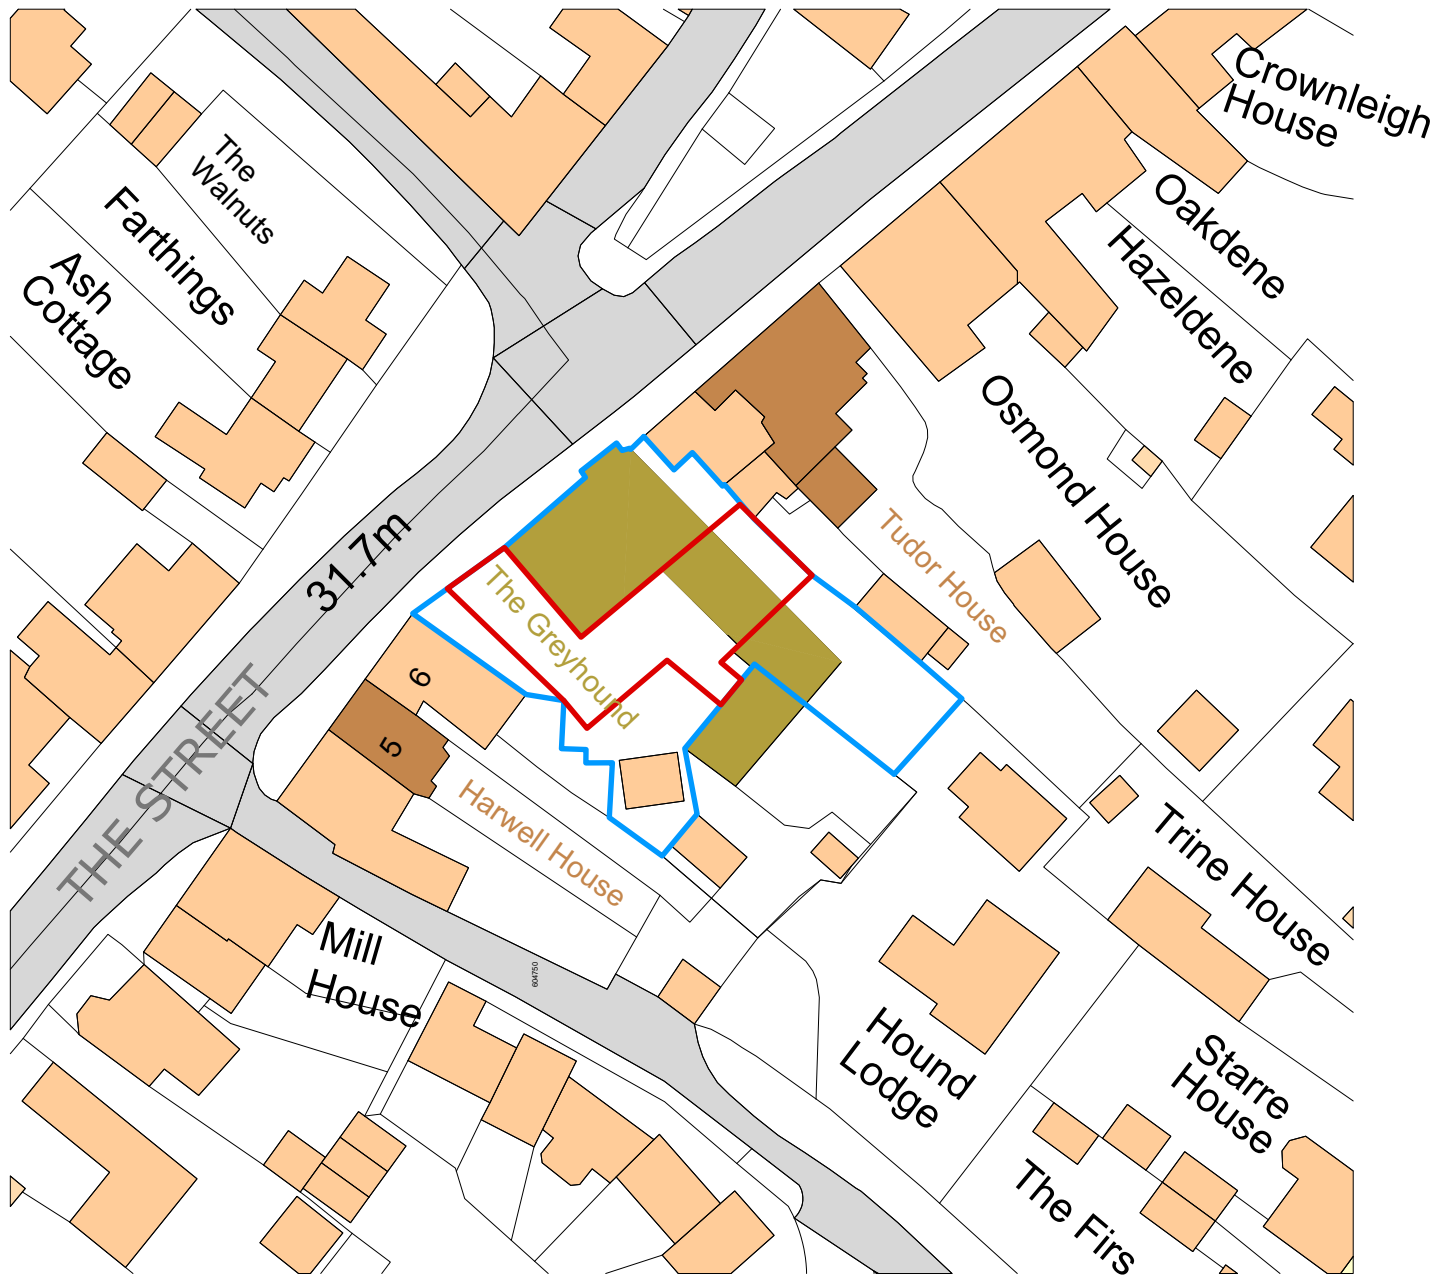 Crownleigh
House
The
Walnuts
Farthings
Ash
Cottage
Oakdene
Hazeldene
Osmond House
31.7m
Tudor House
The Greyhound
6
5
THE STREET
Harwell House
Trine House
Mill
House
604750
Hound
Lodge
Starre
House
The Firs